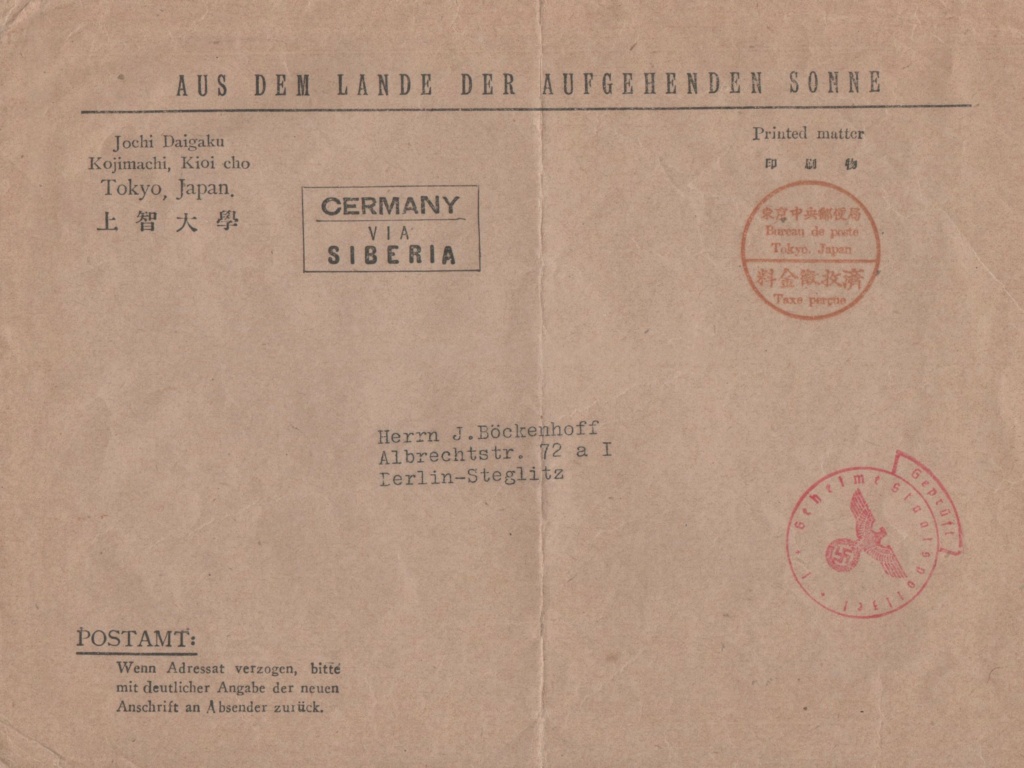 AUS DEM LANDE DER AUFGEHENDEN SONNE
Jochi Daigaku
Kojimachi, Kioi cho
Tokyo, Japan.
上智大學
GERMANY
VIA
SIBERIA
Printed matter
印刷物
東京中央郵便局
Bureau de poste
Tokyo. Japan
料金收濟
Taxe perçue
Herrn J.Böckenhoff
Albrechtstr. 72 a I
Berlin-Steglitz
Geprüft
Geheime Staatspolizei
POSTAMT:
Wenn Adressat verzogen, bitte
mit deutlicher Angabe der neuen
Anschrift an Absender zurück.